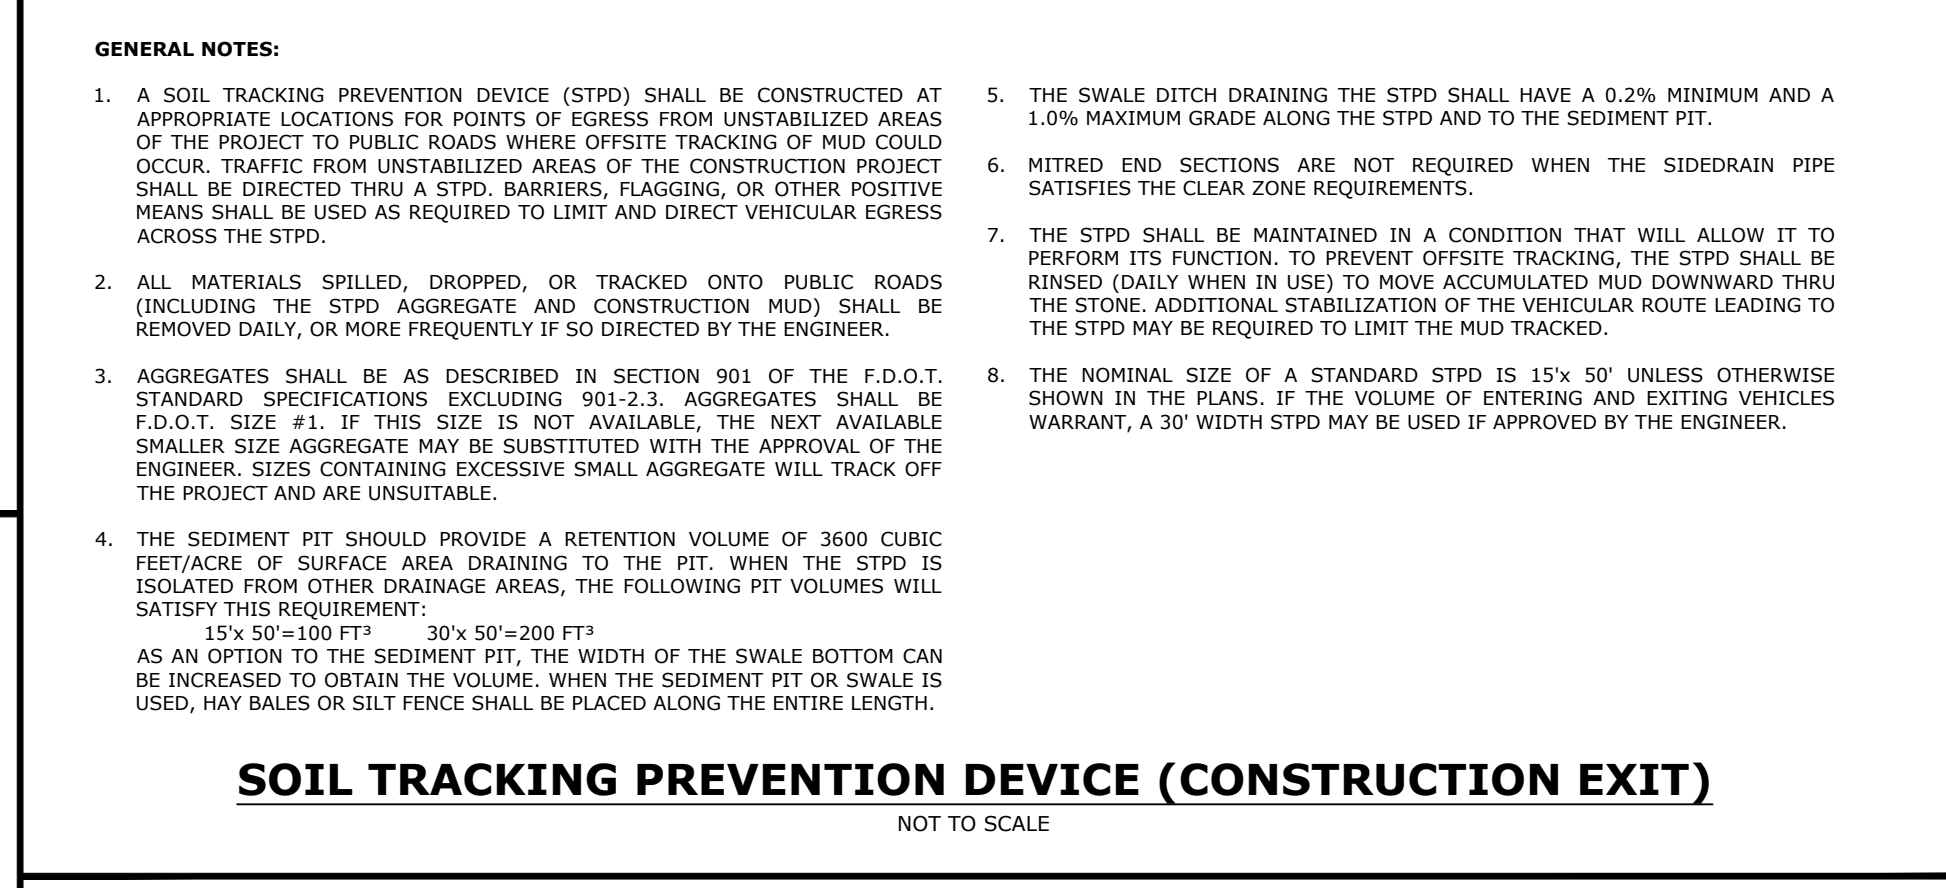 GENERAL NOTES:
1. A SOIL TRACKING PREVENTION DEVICE (STPD) SHALL BE CONSTRUCTED AT
APPROPRIATE LOCATIONS FOR POINTS OF EGRESS FROM UNSTABILIZED AREAS
OF THE PROJECT TO PUBLIC ROADS WHERE OFFSITE TRACKING OF MUD COULD
OCCUR. TRAFFIC FROM UNSTABILIZED AREAS OF THE CONSTRUCTION PROJECT
SHALL BE DIRECTED THRU A STPD. BARRIERS, FLAGGING, OR OTHER POSITIVE
MEANS SHALL BE USED AS REQUIRED TO LIMIT AND DIRECT VEHICULAR EGRESS
ACROSS THE STPD.
2. ALL MATERIALS SPILLED, DROPPED, OR TRACKED ONTO PUBLIC ROADS
(INCLUDING THE STPD AGGREGATE AND CONSTRUCTION MUD) SHALL BE
REMOVED DAILY, OR MORE FREQUENTLY IF SO DIRECTED BY THE ENGINEER.
3. AGGREGATES SHALL BE AS DESCRIBED IN SECTION 901 OF THE F.D.O.T.
STANDARD SPECIFICATIONS EXCLUDING 901-2.3. AGGREGATES SHALL BE
F.D.O.T. SIZE #1. IF THIS SIZE IS NOT AVAILABLE, THE NEXT AVAILABLE
SMALLER SIZE AGGREGATE MAY BE SUBSTITUTED WITH THE APPROVAL OF THE
ENGINEER. SIZES CONTAINING EXCESSIVE SMALL AGGREGATE WILL TRACK OFF
THE PROJECT AND ARE UNSUITABLE.
4. THE SEDIMENT PIT SHOULD PROVIDE A RETENTION VOLUME OF 3600 CUBIC
FEET/ACRE OF SURFACE AREA DRAINING TO THE PIT. WHEN THE STPD IS
ISOLATED FROM OTHER DRAINAGE AREAS, THE FOLLOWING PIT VOLUMES WILL
SATISFY THIS REQUIREMENT:
15'x 50'=100 FT³ 30'x 50'=200 FT³
AS AN OPTION TO THE SEDIMENT PIT, THE WIDTH OF THE SWALE BOTTOM CAN
BE INCREASED TO OBTAIN THE VOLUME. WHEN THE SEDIMENT PIT OR SWALE IS
USED, HAY BALES OR SILT FENCE SHALL BE PLACED ALONG THE ENTIRE LENGTH.
5. THE SWALE DITCH DRAINING THE STPD SHALL HAVE A 0.2% MINIMUM AND A
1.0% MAXIMUM GRADE ALONG THE STPD AND TO THE SEDIMENT PIT.
6. MITRED END SECTIONS ARE NOT REQUIRED WHEN THE SIDEDRAIN PIPE
SATISFIES THE CLEAR ZONE REQUIREMENTS.
7. THE STPD SHALL BE MAINTAINED IN A CONDITION THAT WILL ALLOW IT TO
PERFORM ITS FUNCTION. TO PREVENT OFFSITE TRACKING, THE STPD SHALL BE
RINSED (DAILY WHEN IN USE) TO MOVE ACCUMULATED MUD DOWNWARD THRU
THE STONE. ADDITIONAL STABILIZATION OF THE VEHICULAR ROUTE LEADING TO
THE STPD MAY BE REQUIRED TO LIMIT THE MUD TRACKED.
8. THE NOMINAL SIZE OF A STANDARD STPD IS 15'x 50' UNLESS OTHERWISE
SHOWN IN THE PLANS. IF THE VOLUME OF ENTERING AND EXITING VEHICLES
WARRANT, A 30' WIDTH STPD MAY BE USED IF APPROVED BY THE ENGINEER.
SOIL TRACKING PREVENTION DEVICE (CONSTRUCTION EXIT)
NOT TO SCALE